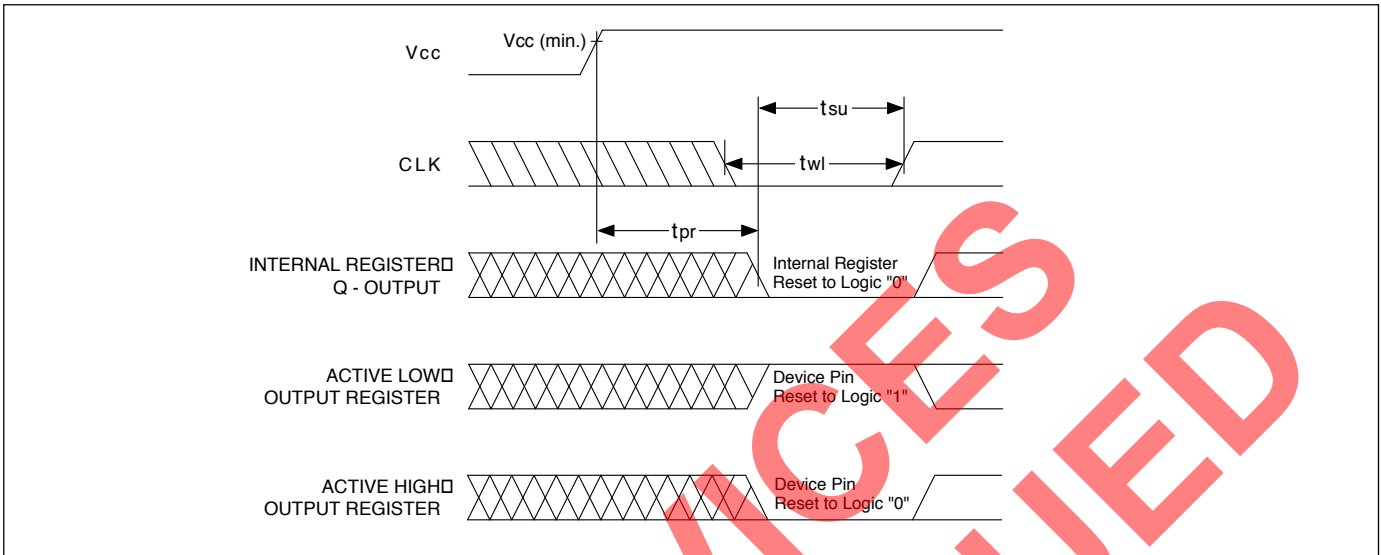 Vcc
Vcc (min.)
tsu
CLK
twl
tpr
INTERNAL REGISTER
Q - OUTPUT
Internal Register
Reset to Logic "0"
ACTIVE LOW
OUTPUT REGISTER
Device Pin
Reset to Logic "1"
ACTIVE HIGH
OUTPUT REGISTER
Device Pin
Reset to Logic "0"